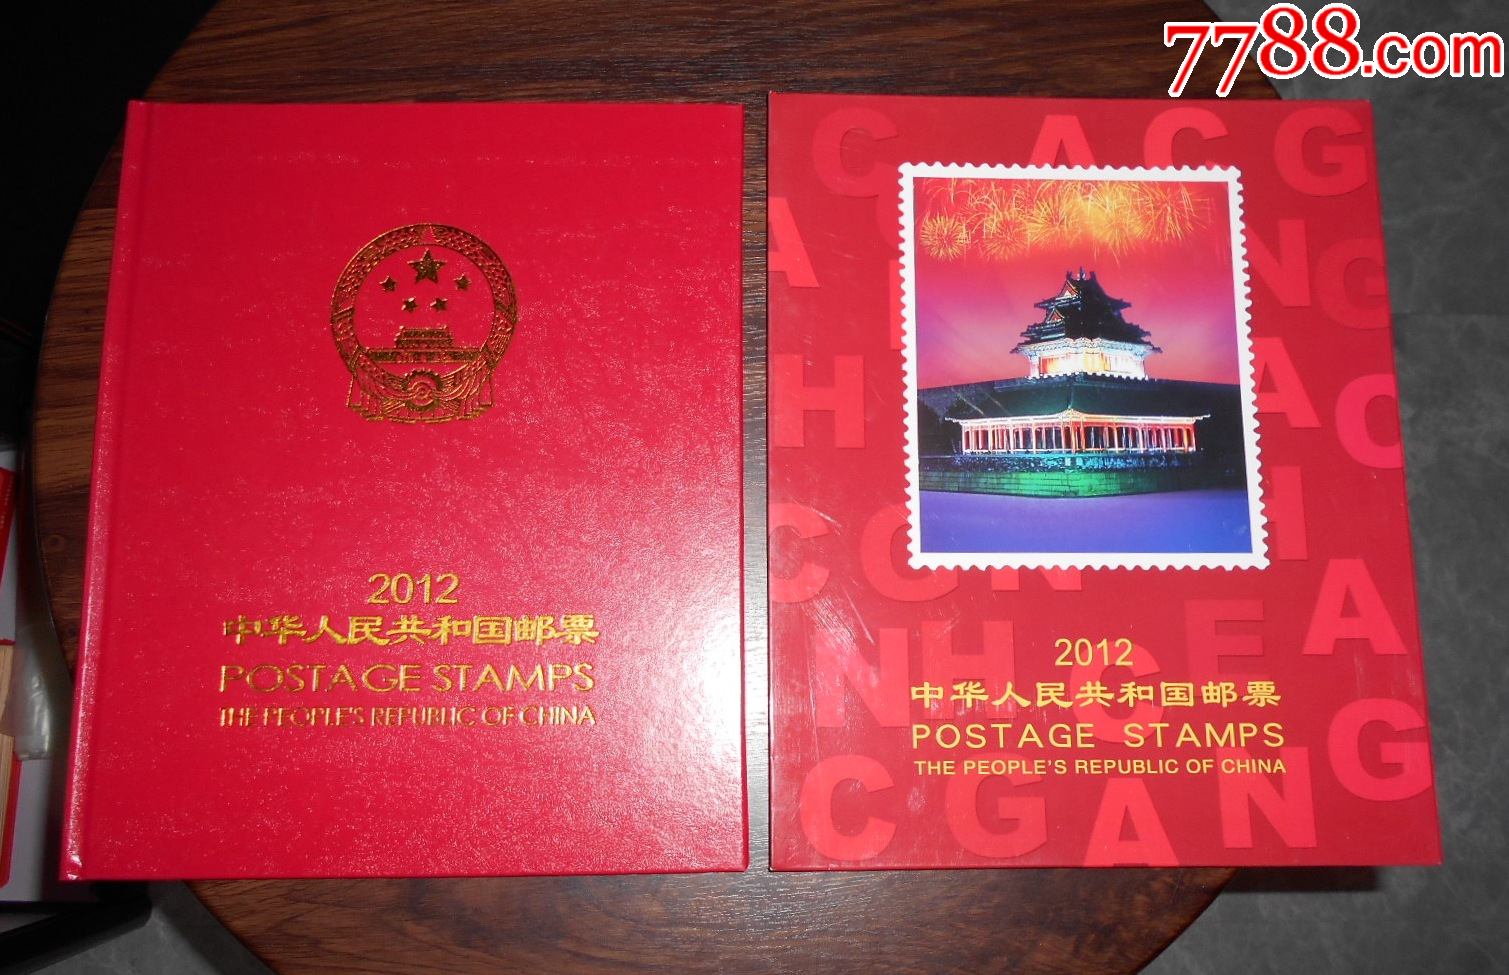 7788.com
2012
中华人民共和国邮票
POSTAGE STAMPS
THE PEOPLE'S REPUBLIC OF CHINA
2012
中华人民共和国邮票
POSTAGE STAMPS
THE PEOPLE'S REPUBLIC OF CHINA